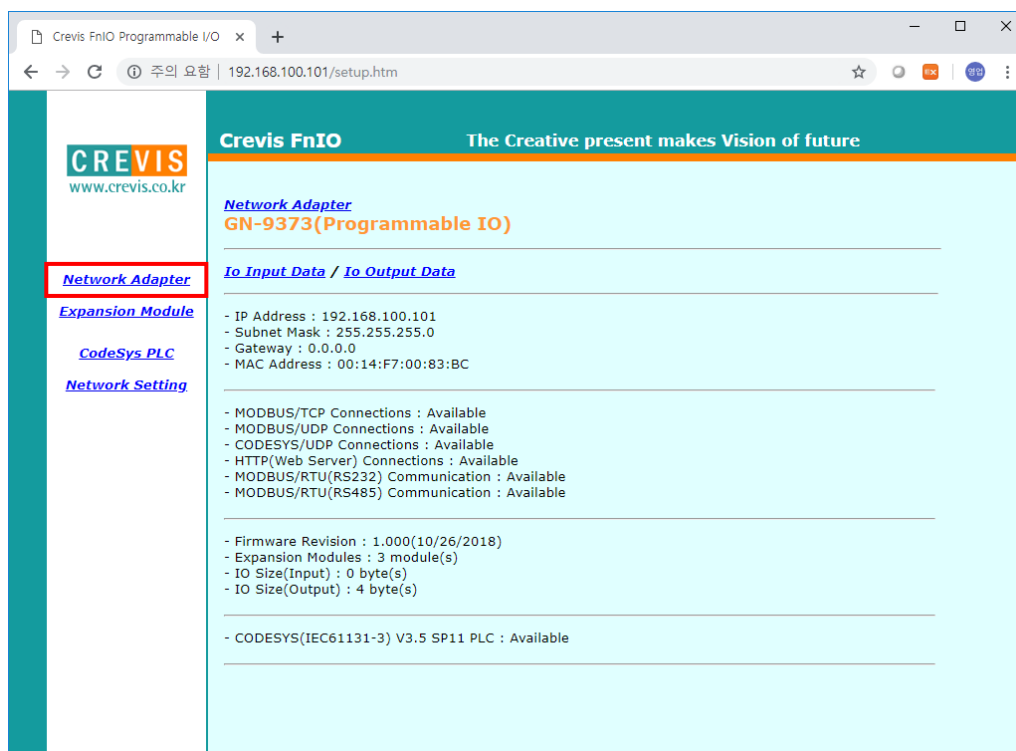 Crevis FnIO Programmable I/O
주의 요함 | 192.168.100.101/setup.htm
영업
CREVIS
www.crevis.co.kr
Crevis FnIO The Creative present makes Vision of future
Network Adapter
Expansion Module
CodeSys PLC
Network Setting
Network Adapter
GN-9373(Programmable IO)
Io Input Data / Io Output Data
- IP Address : 192.168.100.101
- Subnet Mask : 255.255.255.0
- Gateway : 0.0.0.0
- MAC Address : 00:14:F7:00:83:BC
- MODBUS/TCP Connections : Available
- MODBUS/UDP Connections : Available
- CODESYS/UDP Connections : Available
- HTTP(Web Server) Connections : Available
- MODBUS/RTU(RS232) Communication : Available
- MODBUS/RTU(RS485) Communication : Available
- Firmware Revision : 1.000(10/26/2018)
- Expansion Modules : 3 module(s)
- IO Size(Input) : 0 byte(s)
- IO Size(Output) : 4 byte(s)
- CODESYS(IEC61131-3) V3.5 SP11 PLC : Available